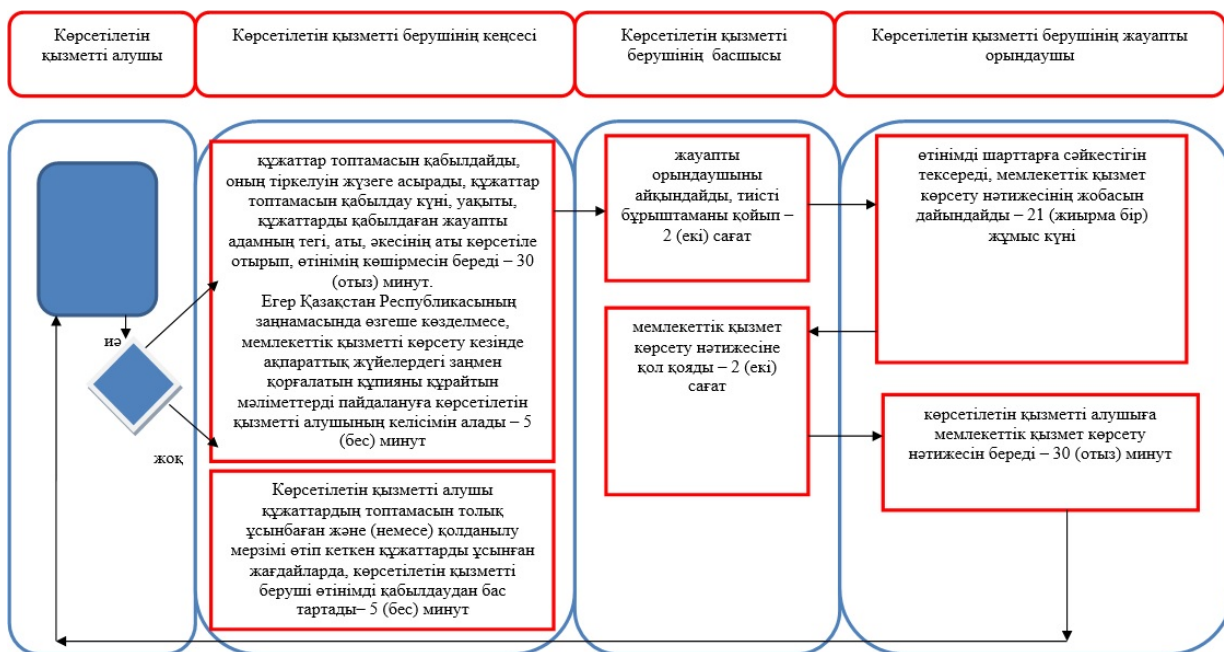 Көрсетілетін
қызметті алушы
Көрсетілетін қызметті берушінің кеңсесі
Көрсетілетін қызметті
берушінің басшысы
Көрсетілетін қызметті берушінің жауапты
орындаушы
иә
жоқ
құжаттар топтамасын қабылдайды,
оның тіркелуін жүзеге асырады, құжаттар
топтамасын қабылдау күні, уақыты,
құжаттарды қабылдаған жауапты
адамның тегі, аты, әкесінің аты көрсетіле
отырып, өтінімің көшірмесін береді – 30
(отыз) минут.
Егер Қазақстан Республикасының
заңнамасында өзгеше көзделмесе,
мемлекеттік қызметті көрсету кезінде
ақпараттық жүйелердегі заңмен
қорғалатын құпияны құрайтын
мәліметтерді пайдалануға көрсетілетін
қызметті алушының келісімін алады – 5
(бес) минут
Көрсетілетін қызметті алушы
құжаттардың топтамасын толық
ұсынбаған және (немесе) қолданылу
мерзімі өтіп кеткен құжаттарды ұсынған
жағдайларда, көрсетілетін қызметті
беруші өтінімді қабылдаудан бас
тартады– 5 (бес) минут
жауапты
орындаушыны
айқындайды, тиісті
бұрыштаманы қойып –
2 (екі) сағат
өтінімді шарттарға сәйкестігін
тексереді, мемлекеттік қызмет
көрсету нәтижесінің жобасын
дайындайды – 21 (жиырма бір)
жұмыс күні
мемлекеттік қызмет
көрсету нәтижесіне
қол қояды – 2 (екі)
сағат
көрсетілетін қызметті алушыға
мемлекеттік қызмет көрсету
нәтижесін береді – 30 (отыз) минут